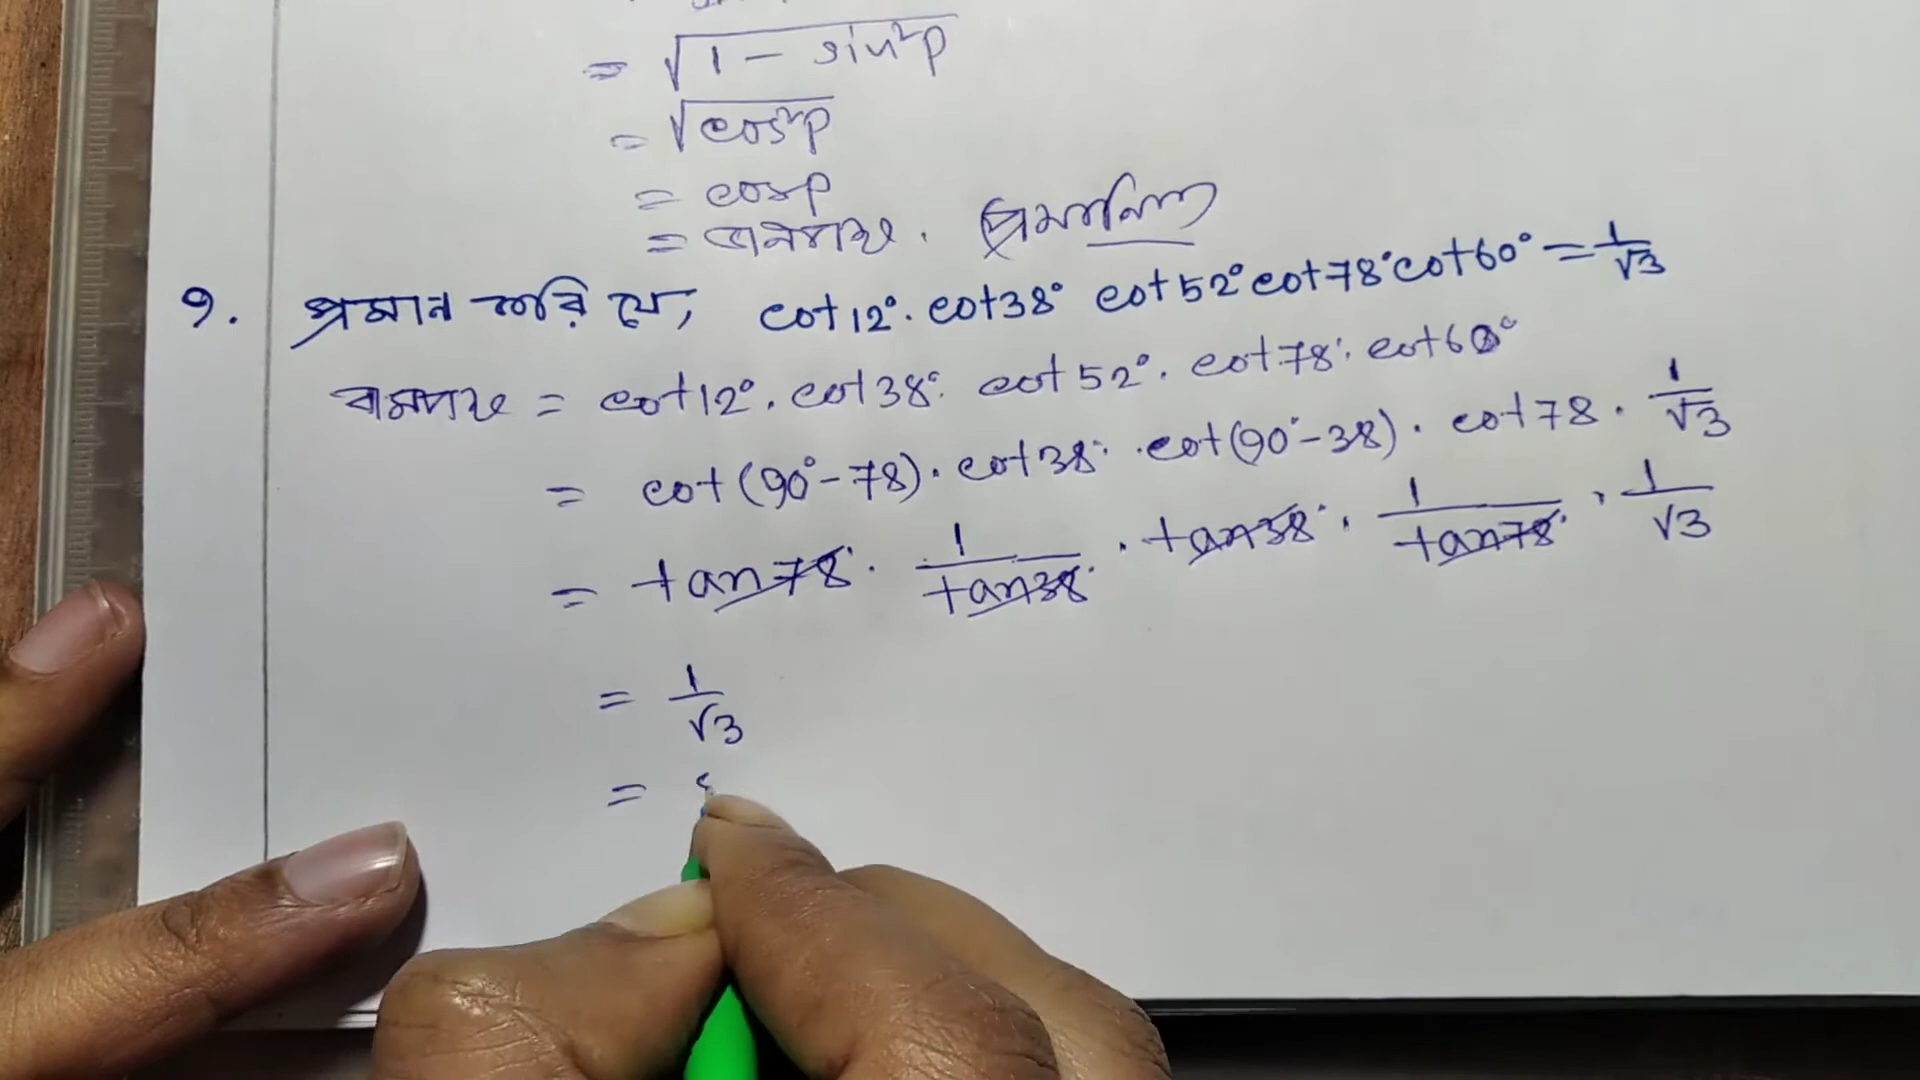 = √1 - sin²p
= √cos²p
= cosp
= ডানপক্ষ. প্রমানিত
9. প্রমান করি যে, cot12°. cot38° cot52° cot78° cot60° = 1/√3
বামপক্ষ = cot12°. cot38°. cot52°. cot78°. cot60°
= cot(90°-78). cot38°. cot(90°-38). cot78. 1/√3
= tan78. 1/tan38. tan38. 1/tan78. 1/√3
= 1/√3
=